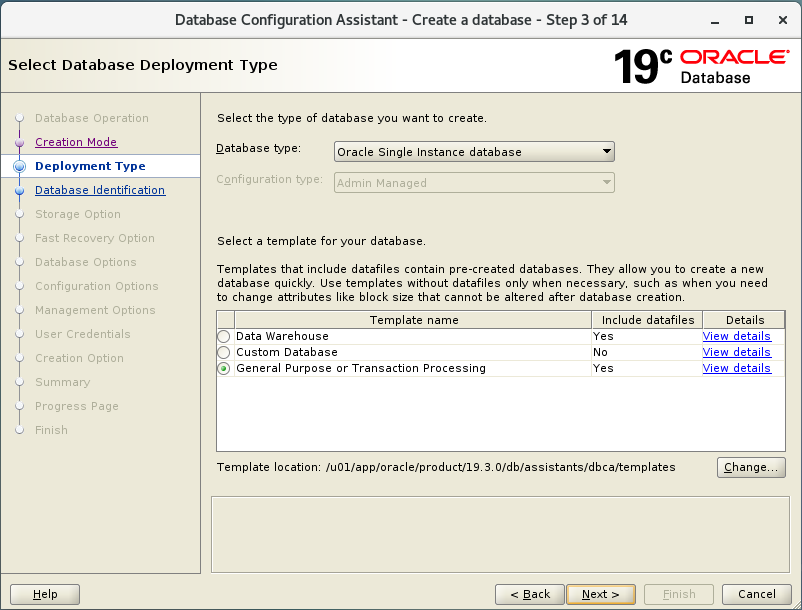 Database Configuration Assistant - Create a database - Step 3 of 14
Select Database Deployment Type
19c ORACLE
Database
Database Operation
Creation Mode
Deployment Type
Database Identification
Storage Option
Fast Recovery Option
Database Options
Configuration Options
Management Options
User Credentials
Creation Option
Summary
Progress Page
Finish
Select the type of database you want to create.
Database type: Oracle Single Instance database
Configuration type: Admin Managed
Select a template for your database.
Templates that include datafiles contain pre-created databases. They allow you to create a new
database quickly. Use templates without datafiles only when necessary, such as when you need
to change attributes like block size that cannot be altered after database creation.
Template name Include datafiles Details
Data Warehouse Yes View details
Custom Database No View details
General Purpose or Transaction Processing Yes View details
Template location: /u01/app/oracle/product/19.3.0/db/assistants/dbca/templates Change...
Help < Back Next > Finish Cancel